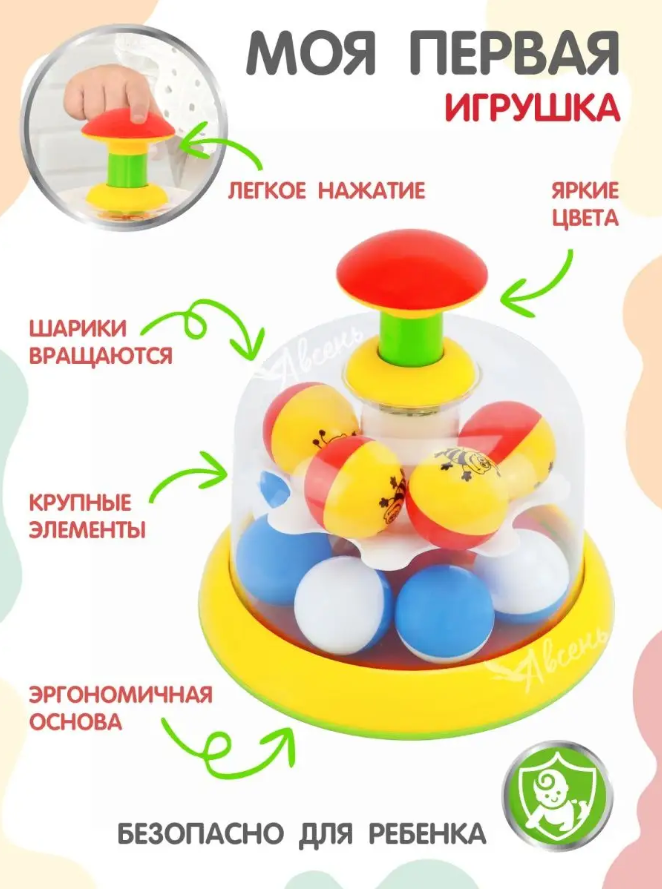 МОЯ ПЕРВАЯ
ИГРУШКА
ЛЕГКОЕ НАЖАТИЕ
ЯРКИЕ
ЦВЕТА
ШАРИКИ
ВРАЩАЮТСЯ
Авсень
КРУПНЫЕ
ЭЛЕМЕНТЫ
Авсень
ЭРГОНОМИЧНАЯ
ОСНОВА
БЕЗОПАСНО ДЛЯ РЕБЕНКА